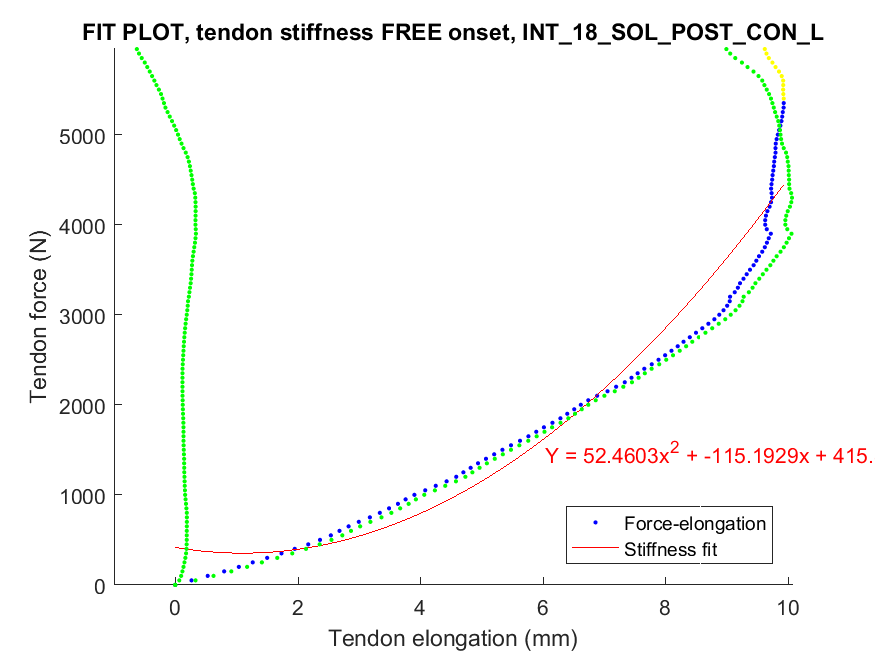 FIT PLOT, tendon stiffness FREE onset, INT_18_SOL_POST_CON_L
5000
4000
3000
2000
1000
0
Tendon force (N)
Y = 52.4603x² + -115.1929x + 415.
Force-elongation
Stiffness fit
0 2 4 6 8 10
Tendon elongation (mm)